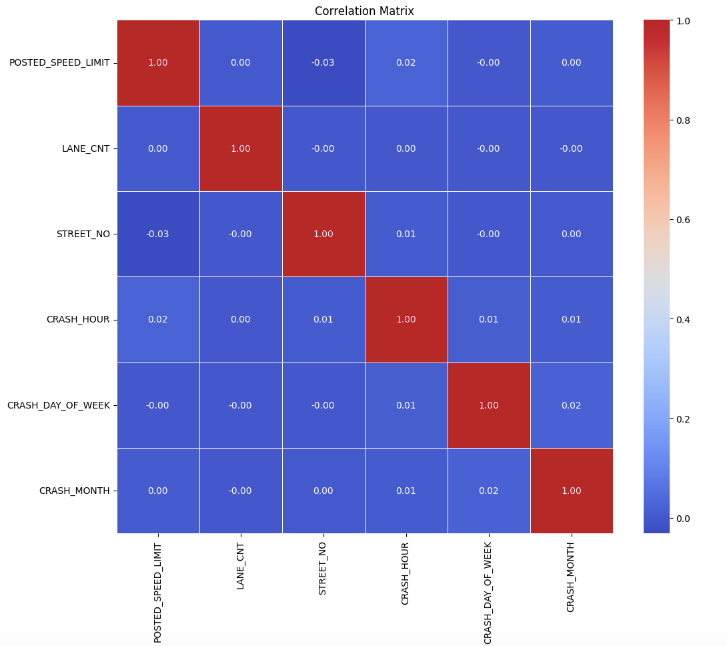 Correlation Matrix
POSTED_SPEED_LIMIT 1.00 0.00 -0.03 0.02 -0.00 0.00
LANE_CNT 0.00 1.00 -0.00 0.00 -0.00 -0.00
STREET_NO -0.03 -0.00 1.00 0.01 -0.00 0.00
CRASH_HOUR 0.02 0.00 0.01 1.00 0.01 0.01
CRASH_DAY_OF_WEEK -0.00 -0.00 -0.00 0.01 1.00 0.02
CRASH_MONTH 0.00 -0.00 0.00 0.01 0.02 1.00
POSTED_SPEED_LIMIT
LANE_CNT
STREET_NO
CRASH_HOUR
CRASH_DAY_OF_WEEK
CRASH_MONTH
1.0
0.8
0.6
0.4
0.2
0.0